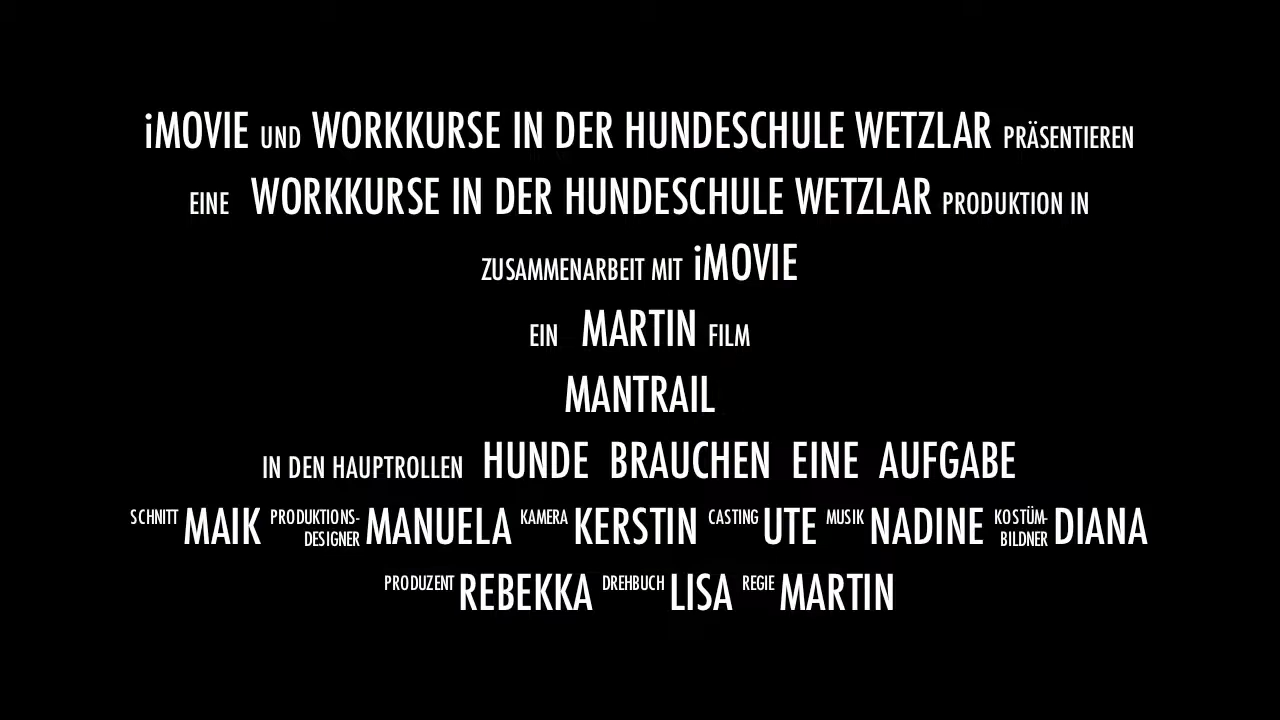 iMOVIE UND WORKKURSE IN DER HUNDESCHULE WETZLAR PRÄSENTIEREN
EINE WORKKURSE IN DER HUNDESCHULE WETZLAR PRODUKTION IN
ZUSAMMENARBEIT MIT iMOVIE
EIN MARTIN FILM
MANTRAIL
IN DEN HAUPTROLLEN HUNDE BRAUCHEN EINE AUFGABE
SCHNITT MAIK PRODUKTIONS-DESIGNER MANUELA KAMERA KERSTIN CASTING UTE MUSIK NADINE KOSTÜM-BILDNER DIANA
PRODUZENT REBEKKA DREHBUCH LISA REGIE MARTIN